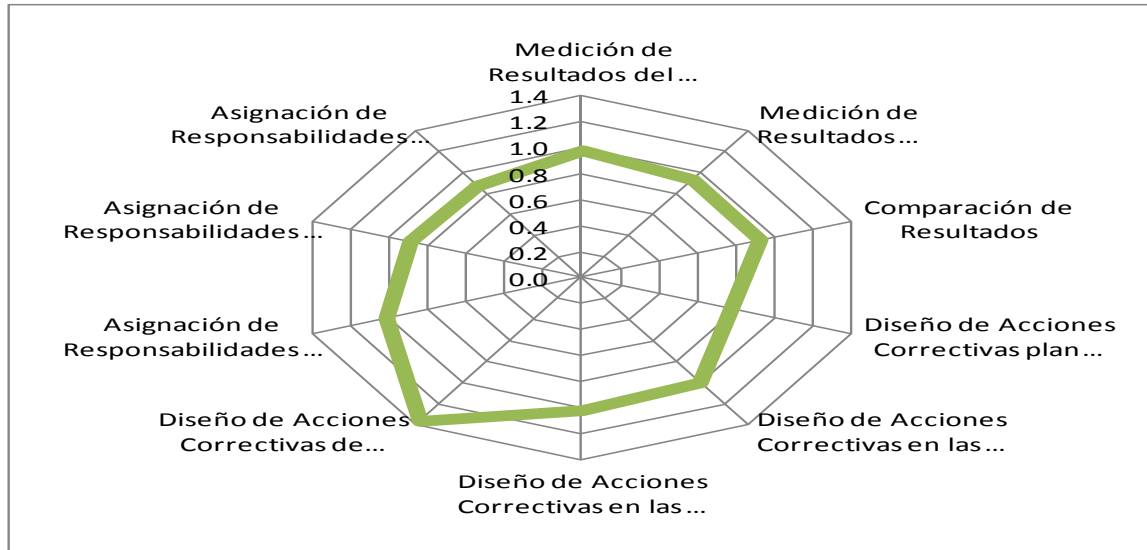 Medición de
Resultados del ...
1.4
1.2
1.0
0.8
0.6
0.4
0.2
0.0
Medición de
Resultados ...
Comparación de
Resultados
Diseño de Acciones
Correctivas plan ...
Diseño de Acciones
Correctivas en las ...
Diseño de Acciones
Correctivas en las ...
Diseño de Acciones
Correctivas de...
Asignación de
Responsabilidades ...
Asignación de
Responsabilidades ...
Asignación de
Responsabilidades ...